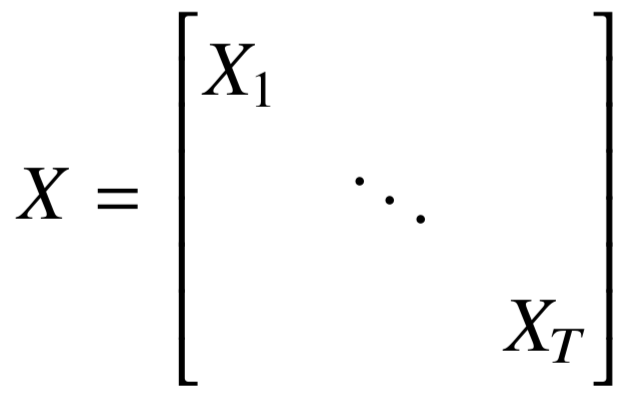 X = [ X₁ ⋱ X_T ]